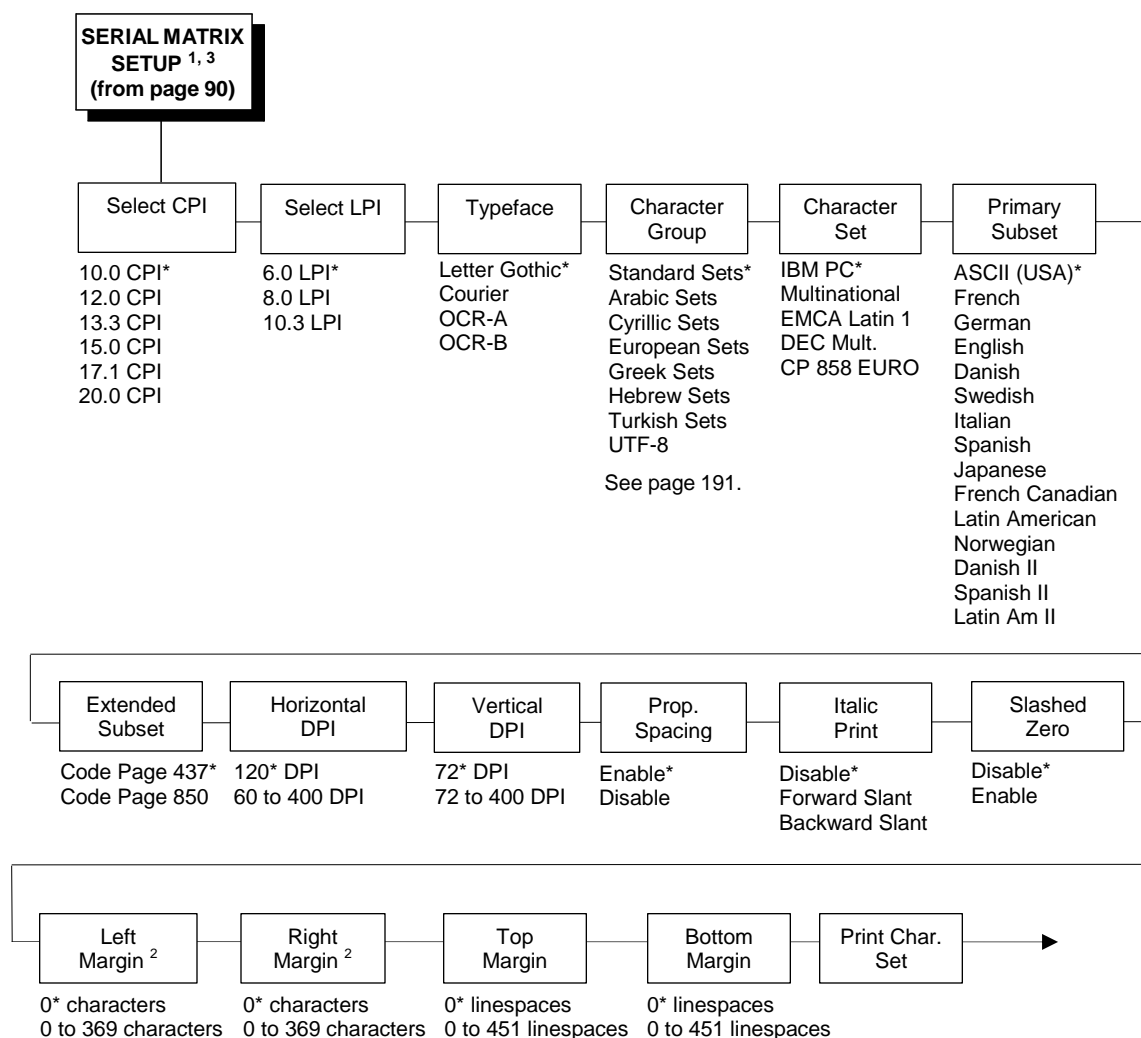 SERIAL MATRIX
SETUP 1, 3
(from page 90)
Select CPI
10.0 CPI*
12.0 CPI
13.3 CPI
15.0 CPI
17.1 CPI
20.0 CPI
Select LPI
6.0 LPI*
8.0 LPI
10.3 LPI
Typeface
Letter Gothic*
Courier
OCR-A
OCR-B
Character
Group
Standard Sets*
Arabic Sets
Cyrillic Sets
European Sets
Greek Sets
Hebrew Sets
Turkish Sets
UTF-8
See page 191.
Character
Set
IBM PC*
Multinational
EMCA Latin 1
DEC Mult.
CP 858 EURO
Primary
Subset
ASCII (USA)*
French
German
English
Danish
Swedish
Italian
Spanish
Japanese
French Canadian
Latin American
Norwegian
Danish II
Spanish II
Latin Am II
Extended
Subset
Code Page 437*
Code Page 850
Horizontal
DPI
120* DPI
60 to 400 DPI
Vertical
DPI
72* DPI
72 to 400 DPI
Prop.
Spacing
Enable*
Disable
Italic
Print
Disable*
Forward Slant
Backward Slant
Slashed
Zero
Disable*
Enable
Left
Margin 2
0* characters
0 to 369 characters
Right
Margin 2
0* characters
0 to 369 characters
Top
Margin
0* linespaces
0 to 451 linespaces
Bottom
Margin
0* linespaces
0 to 451 linespaces
Print Char.
Set